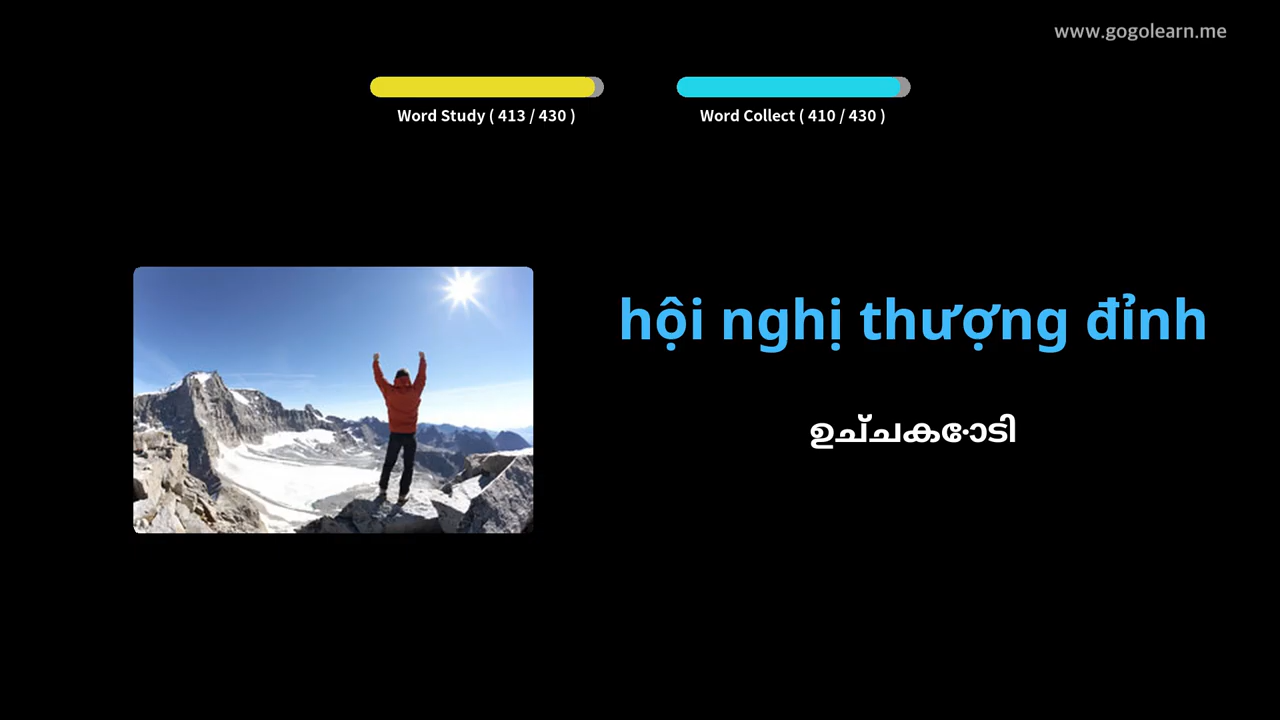 www.gogolearn.me
Word Study ( 413 / 430 )
Word Collect ( 410 / 430 )
hội nghị thượng đỉnh
ഉച്ചകോടി